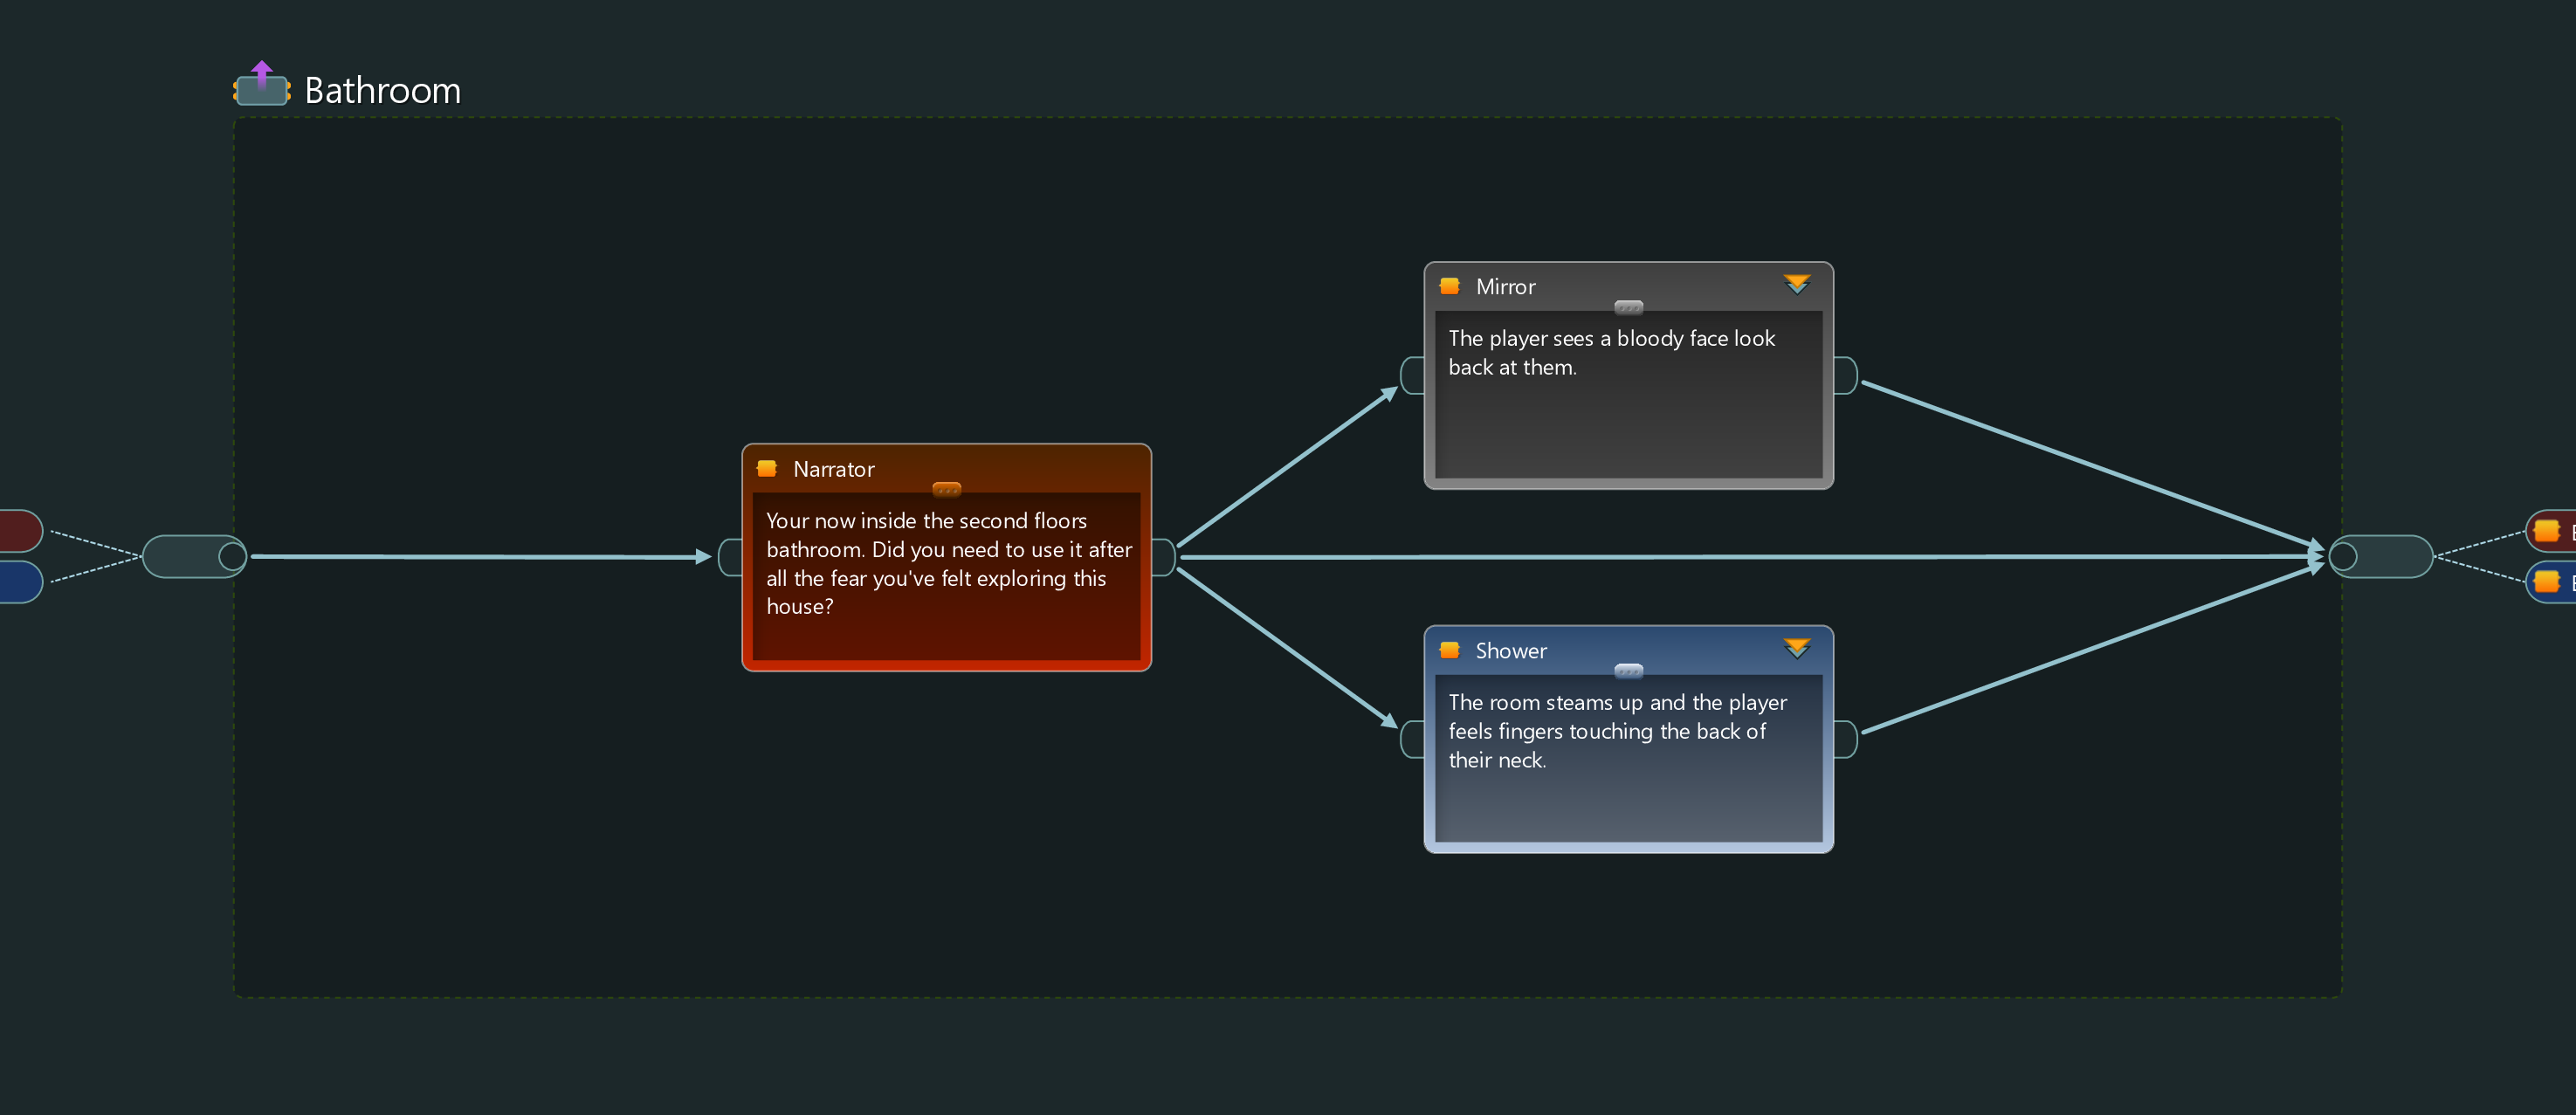 Bathroom
Mirror
The player sees a bloody face look
back at them.
Narrator
Your now inside the second floors
bathroom. Did you need to use it after
all the fear you've felt exploring this
house?
Shower
The room steams up and the player
feels fingers touching the back of
their neck.